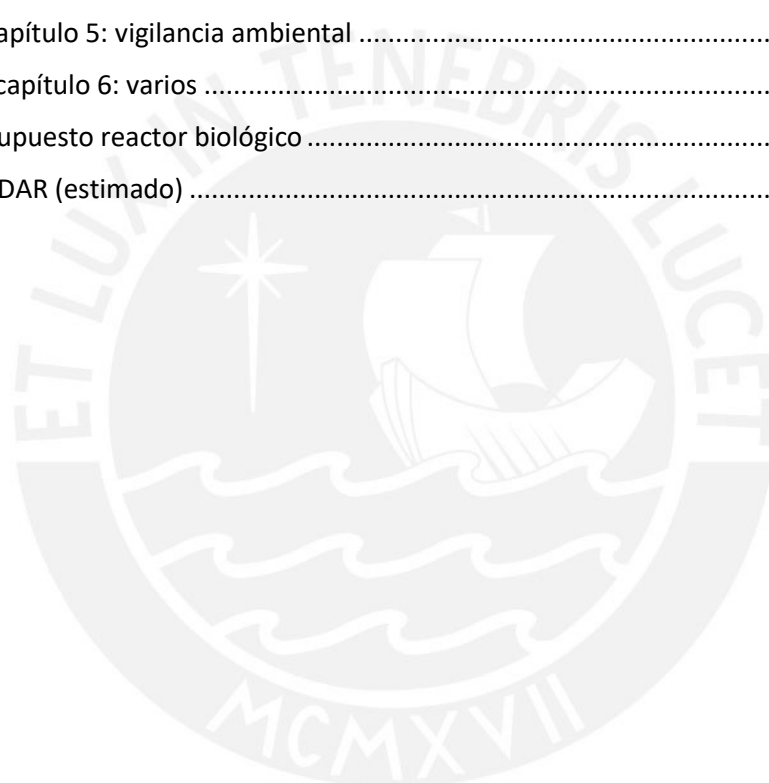 apítulo 5: vigilancia ambiental ........................................................................
capítulo 6: varios ................................................................................................
upuesto reactor biológico ................................................................................
DAR (estimado) ..................................................................................................
ET LUX IN TENEBRIS LUCET
MCMXVII